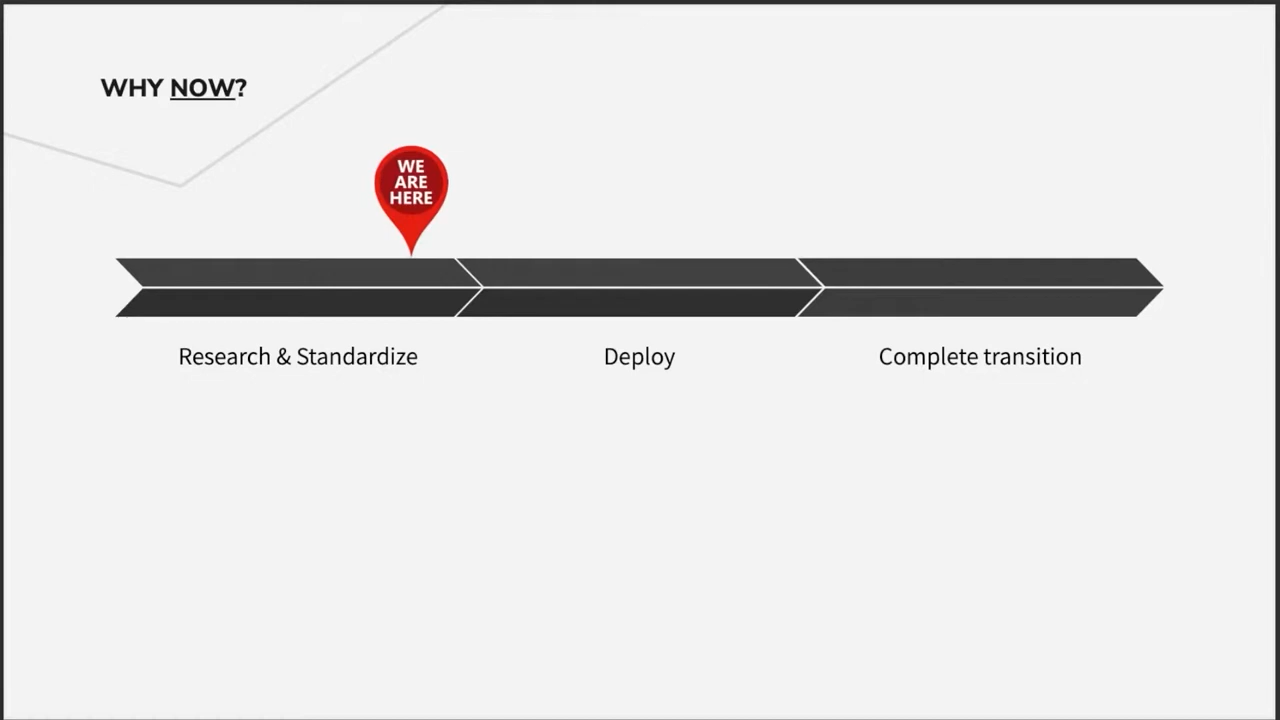 WHY NOW?
WE
ARE
HERE
Research & Standardize
Deploy
Complete transition